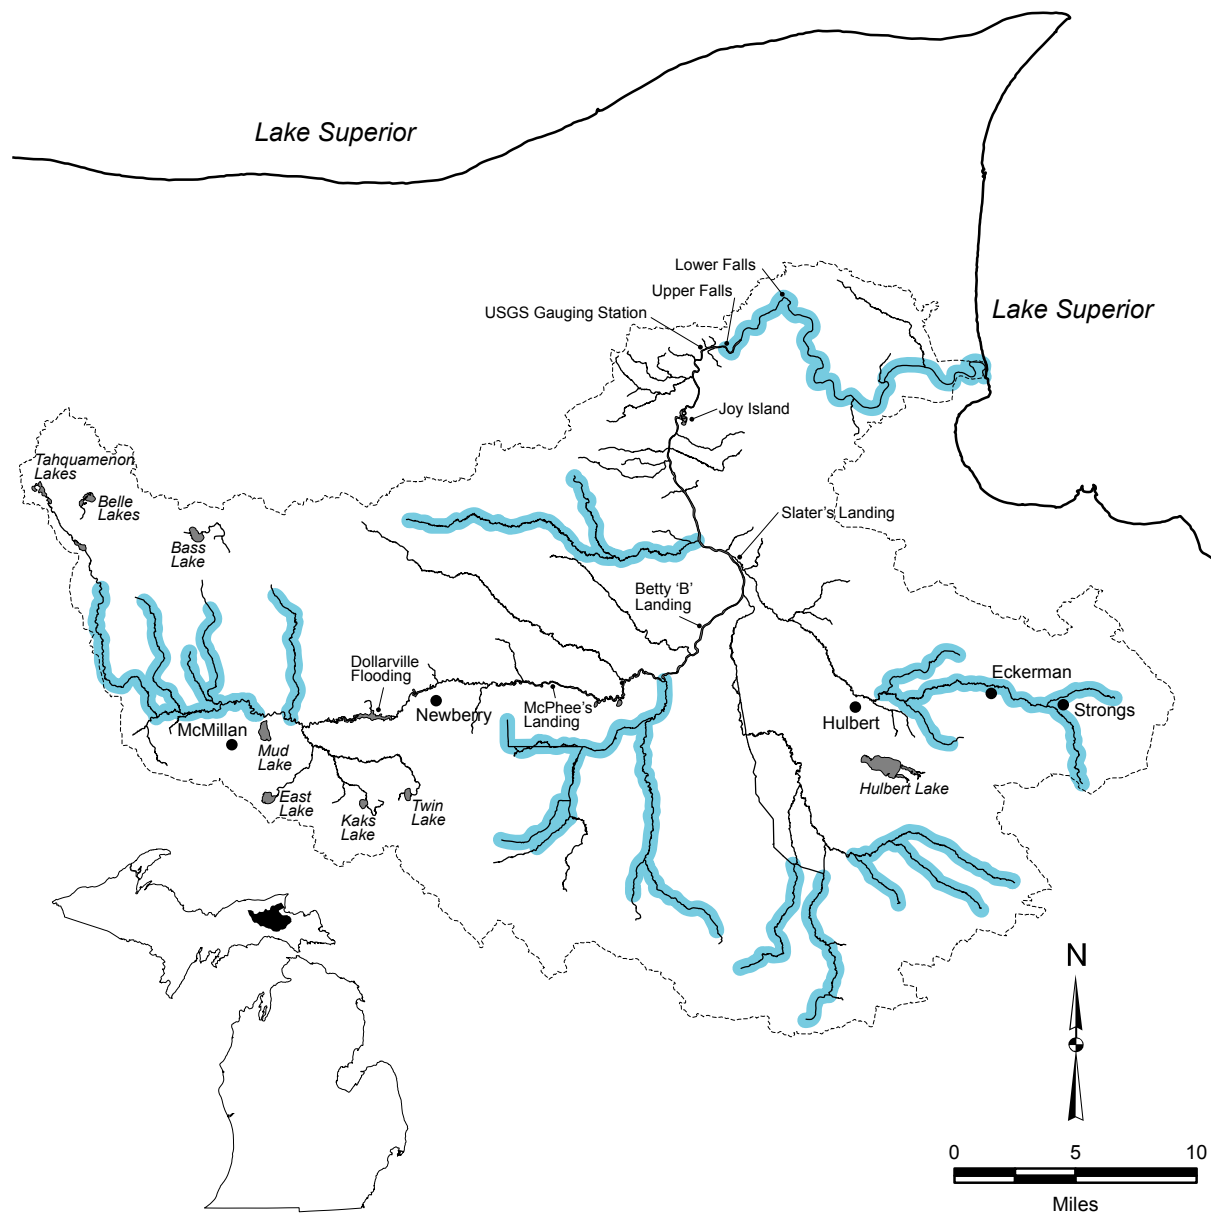 Lake Superior
Lower Falls
Upper Falls
USGS Gauging Station
Lake Superior
Joy Island
Tahquamenon
Lakes
Belle
Lakes
Bass
Lake
Slater's Landing
Betty 'B'
Landing
Dollarville
Flooding
Eckerman
McPhee's
Landing
Newberry
Hulbert
Strongs
McMillan
Mud
Lake
Hulbert Lake
East
Lake
Kaks
Lake
Twin
Lake
N
0 5 10
Miles